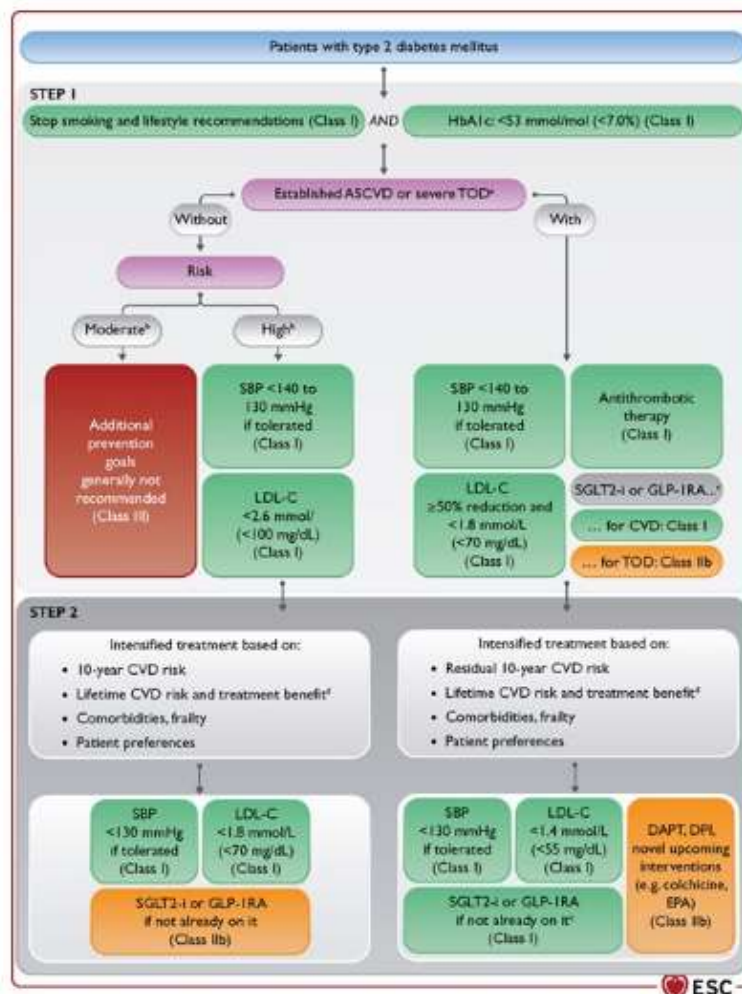 Patients with type 2 diabetes mellitus
STEP 1
Stop smoking and lifestyle recommendations (Class I)
AND
HbA1c: <53 mmol/mol (<7.0%) (Class I)
Established ASCVD or severe TODᵃ
Without
With
Risk
Moderateᵇ
Highᵇ
Additional
prevention
goals
generally not
recommended
(Class III)
SBP <140 to
130 mmHg
if tolerated
(Class I)
LDL-C
<2.6 mmol/
(<100 mg/dL)
(Class I)
SBP <140 to
130 mmHg
if tolerated
(Class I)
LDL-C
≥50% reduction and
<1.8 mmol/L
(<70 mg/dL)
(Class I)
Antithrombotic
therapy
(Class I)
SGLT2-i or GLP-1RA...ᶜ
... for CVD: Class I
... for TOD: Class IIb
STEP 2
Intensified treatment based on:
• 10-year CVD risk
• Lifetime CVD risk and treatment benefitᵈ
• Comorbidities, frailty
• Patient preferences
Intensified treatment based on:
• Residual 10-year CVD risk
• Lifetime CVD risk and treatment benefitᵈ
• Comorbidities, frailty
• Patient preferences
SBP
<130 mmHg
if tolerated
(Class I)
LDL-C
<1.8 mmol/L
(<70 mg/dL)
(Class I)
SGLT2-i or GLP-1RA
if not already on it
(Class IIb)
SBP
<130 mmHg
if tolerated
(Class I)
LDL-C
<1.4 mmol/L
(<55 mg/dL)
(Class I)
SGLT2-i or GLP-1RA
if not already on itᶜ
(Class I)
DAPT, DPI,
novel upcoming
interventions
(e.g. colchicine,
EPA)
(Class IIb)
ESC